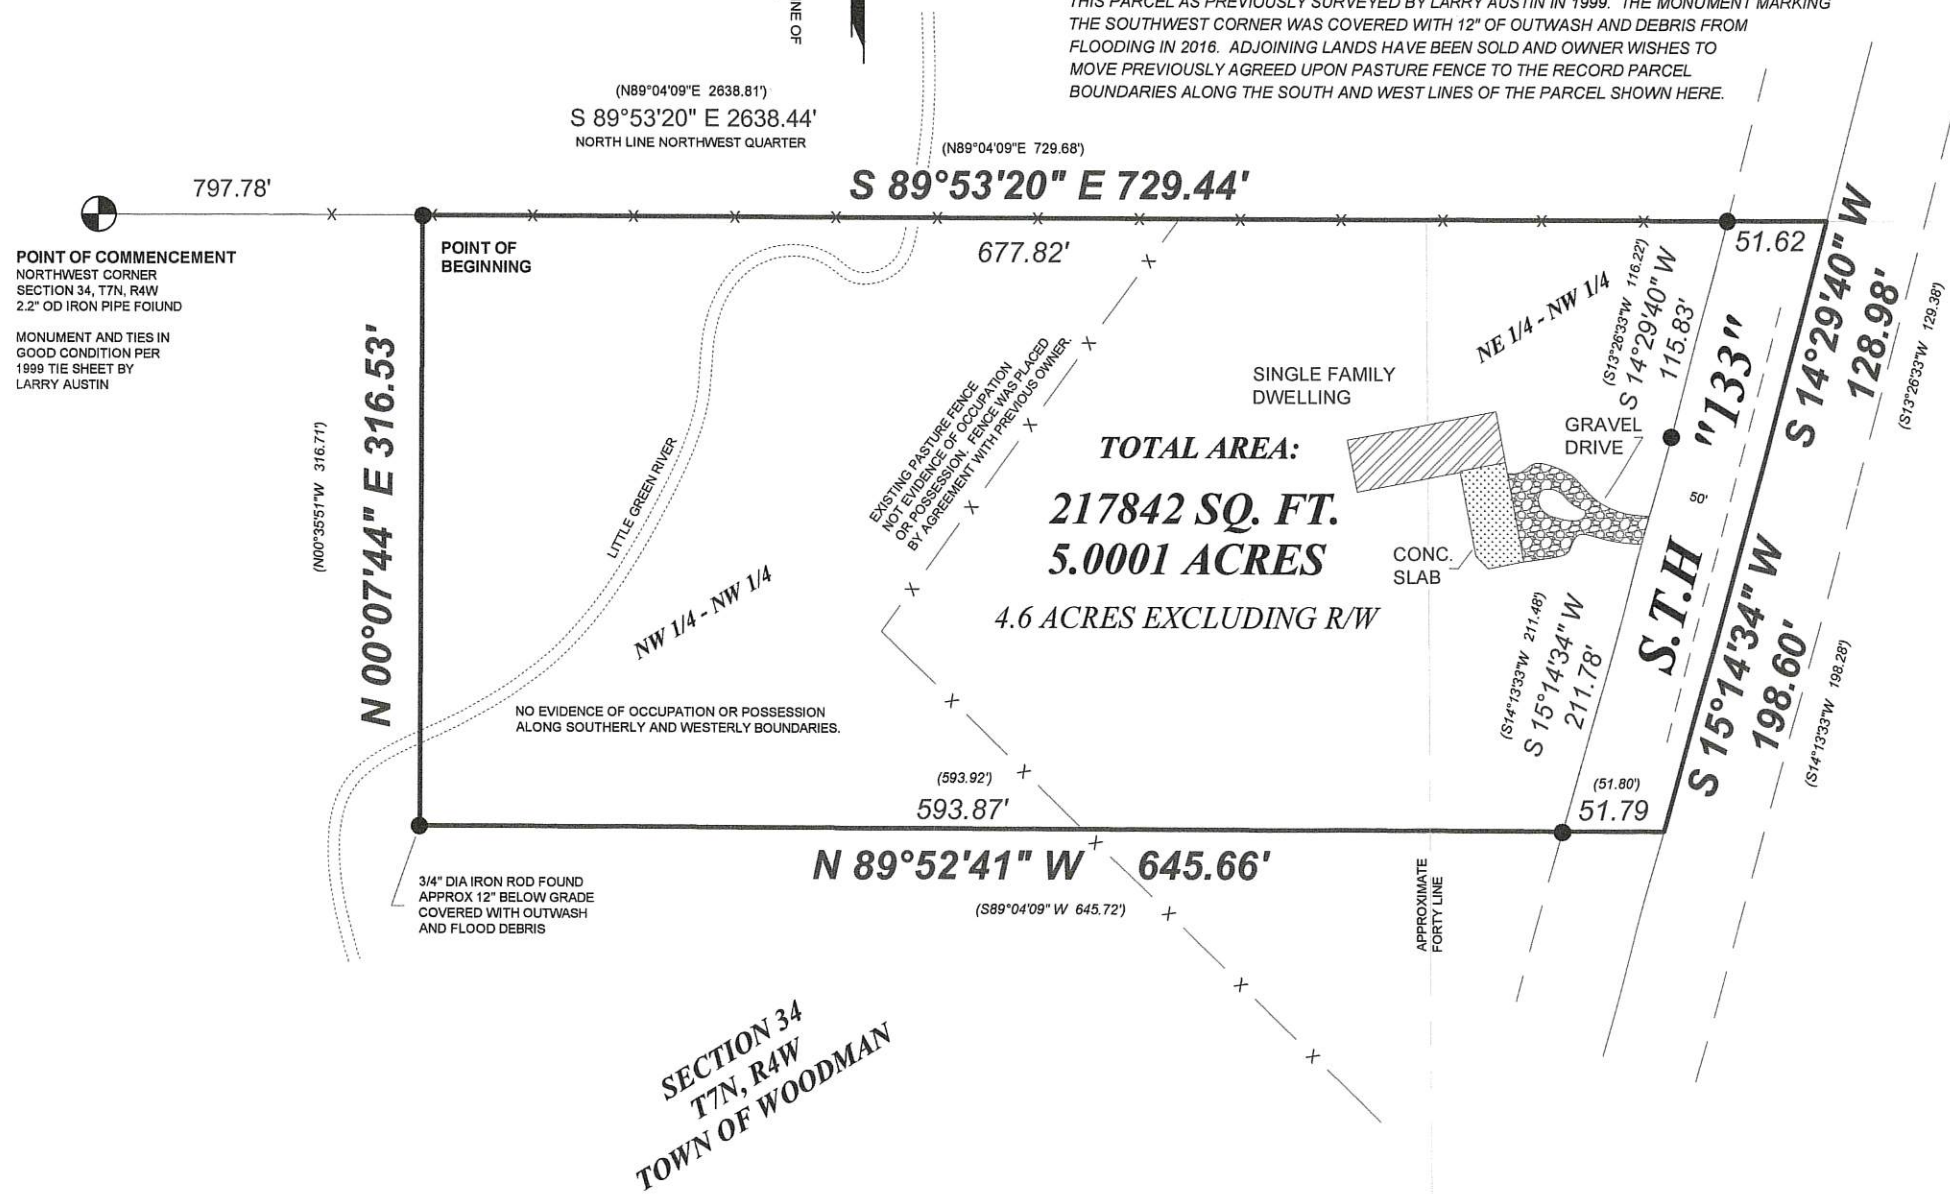 THIS PARCEL AS PREVIOUSLY SURVEYED BY LARRY AUSTIN IN 1999. THE MONUMENT MARKING
THE SOUTHWEST CORNER WAS COVERED WITH 12" OF OUTWASH AND DEBRIS FROM
FLOODING IN 2016. ADJOINING LANDS HAVE BEEN SOLD AND OWNER WISHES TO
MOVE PREVIOUSLY AGREED UPON PASTURE FENCE TO THE RECORD PARCEL
BOUNDARIES ALONG THE SOUTH AND WEST LINES OF THE PARCEL SHOWN HERE.
NE OF
(N89°04'09"E 2638.81')
S 89°53'20" E 2638.44'
NORTH LINE NORTHWEST QUARTER
(N89°04'09"E 729.68')
S 89°53'20" E 729.44'
797.78'
POINT OF COMMENCEMENT
NORTHWEST CORNER
SECTION 34, T7N, R4W
2.2" OD IRON PIPE FOIUND
MONUMENT AND TIES IN
GOOD CONDITION PER
1999 TIE SHEET BY
LARRY AUSTIN
POINT OF
BEGINNING
677.82'
51.62
(N00°35'51"W 316.71')
N 00°07'44" E 316.53'
LITTLE GREEN RIVER
EXISTING PASTURE FENCE
NOT EVIDENCE OF OCCUPATION
OR POSSESSION. FENCE WAS PLACED
BY AGREEMENT WITH PREVIOUS OWNER.
NE 1/4 - NW 1/4
(S13°26'33"W 116.22')
S 14°29'40" W
115.83'
S 14°29'40" W
128.98'
(S13°26'33"W 129.38')
SINGLE FAMILY
DWELLING
GRAVEL
DRIVE
CONC.
SLAB
TOTAL AREA:
217842 SQ. FT.
5.0001 ACRES
4.6 ACRES EXCLUDING R/W
S.T.H "133"
50'
NW 1/4 - NW 1/4
(S14°13'33"W 211.48')
S 15°14'34" W
211.78'
S 15°14'34" W
198.60'
(S14°13'33"W 198.28')
NO EVIDENCE OF OCCUPATION OR POSSESSION
ALONG SOUTHERLY AND WESTERLY BOUNDARIES.
(593.92')
593.87'
(51.80')
51.79
N 89°52'41" W 645.66'
(S89°04'09" W 645.72')
3/4" DIA IRON ROD FOUND
APPROX 12" BELOW GRADE
COVERED WITH OUTWASH
AND FLOOD DEBRIS
APPROXIMATE
FORTY LINE
SECTION 34
T7N, R4W
TOWN OF WOODMAN